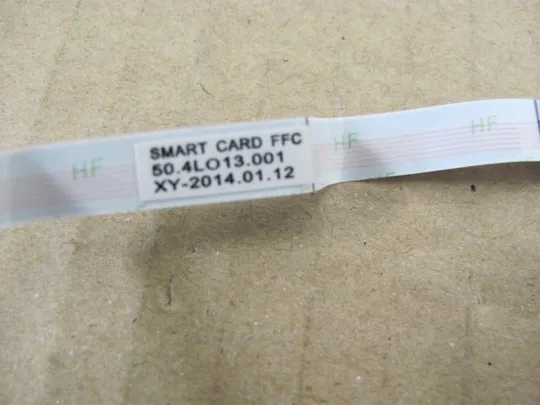 SMART CARD FFC
50.4LO13.001
XY-2014.01.12
HF
HF
HF